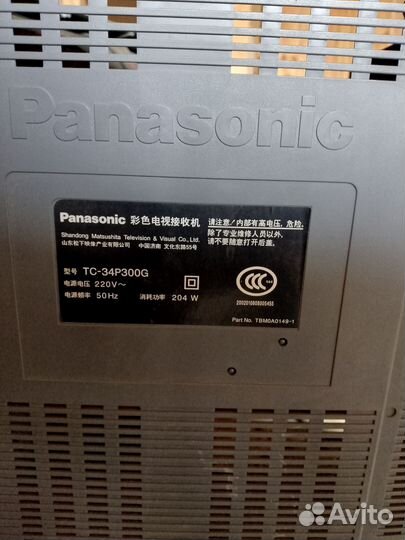 Panasonic
Panasonic 彩色电视接收机
Shandong Matsushita Television & Visual Co., Ltd.
山东松下映像产业有限公司 中国济南 文化东路55号
请注意/内部有高电压,危险.
除了专业维修人员以外,
请不要随意打开后盖.
型号 TC-34P300G
电源电压 220V～
电源频率 50Hz 消耗功率 204 W
CCC
2002010808005455
Part No. TBM0A0149-1
Avito